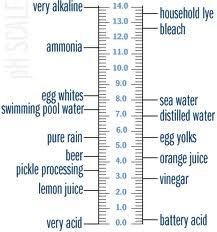 pH SCALE
very alkaline
ammonia
egg whites
swimming pool water
pure rain
beer
pickle processing
lemon juice
very acid
14.0
13.0
12.0
11.0
10.0
9.0
8.0
7.0
6.0
5.0
4.0
3.0
2.0
1.0
0.0
household lye
bleach
sea water
distilled water
egg yolks
orange juice
vinegar
battery acid